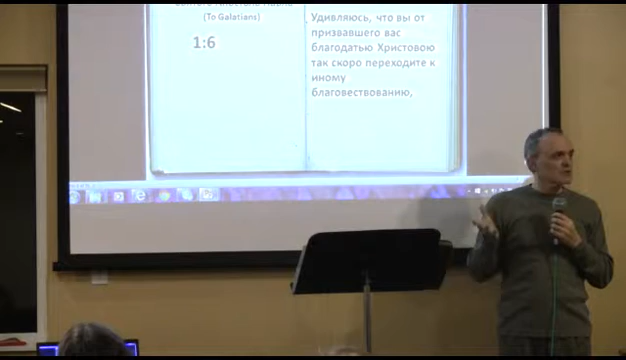 (To Galatians)
1:6
Удивляюсь, что вы от
призвавшего вас
благодатью Христовою
так скоро переходите к
иному
благовествованию,